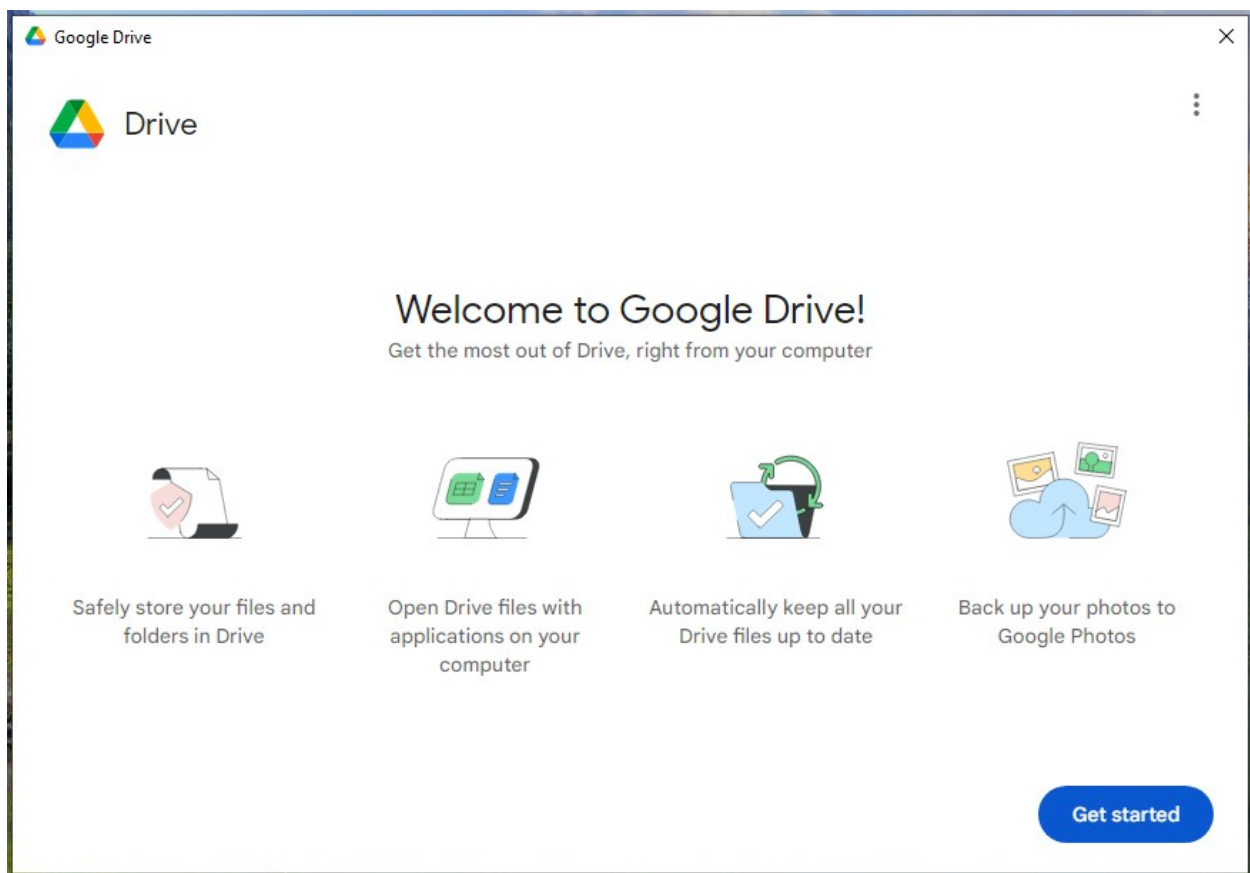 Google Drive
Drive
Welcome to Google Drive!
Get the most out of Drive, right from your computer
Safely store your files and
folders in Drive
Open Drive files with
applications on your
computer
Automatically keep all your
Drive files up to date
Back up your photos to
Google Photos
Get started